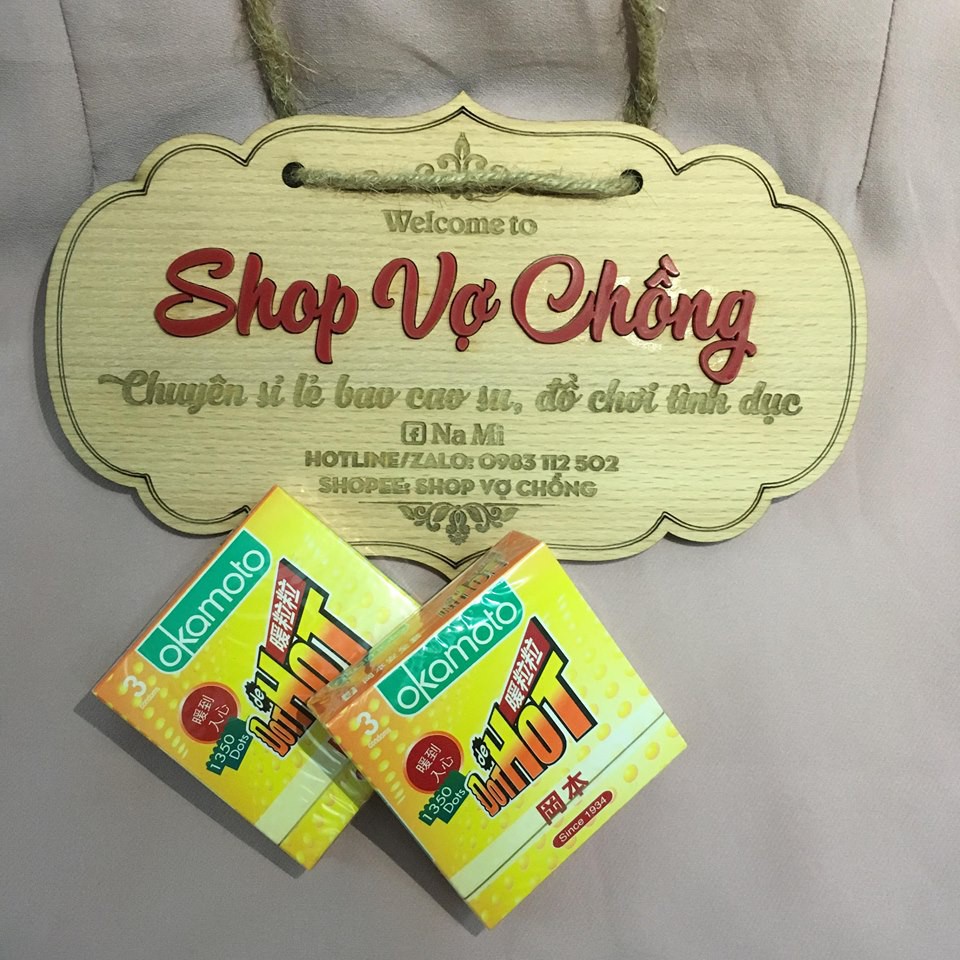 Welcome to
Shop Vợ Chồng
Chuyên sỉ lẻ bao cao su, đồ chơi tình dục
Na Mi
HOTLINE/ZALO: 0983 112 502
SHOPEE: SHOP VỢ CHỒNG
okamoto
暖粒粒
Dot de HOT
3
暖到
入心
1350
Dots
okamoto
暖粒粒
Dot de HOT
3
暖到
入心
1350
Dots
岡本
Since 1934